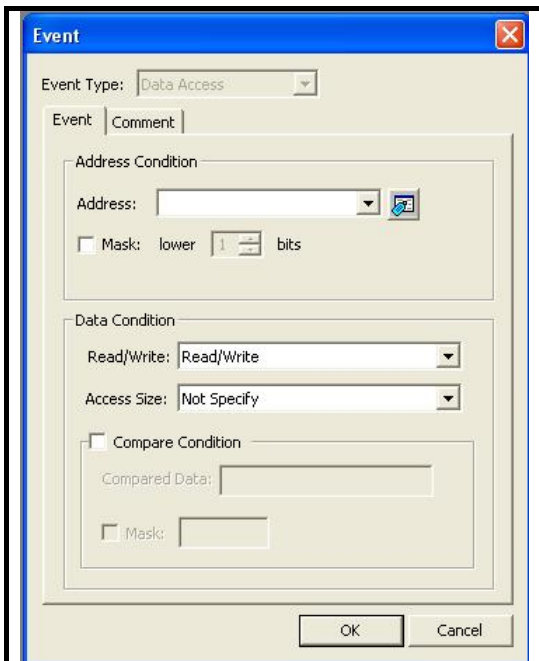 Event
Event Type: Data Access
Event Comment
Address Condition
Address:
Mask: lower 1 bits
Data Condition
Read/Write: Read/Write
Access Size: Not Specify
Compare Condition
Compared Data:
Mask:
OK Cancel